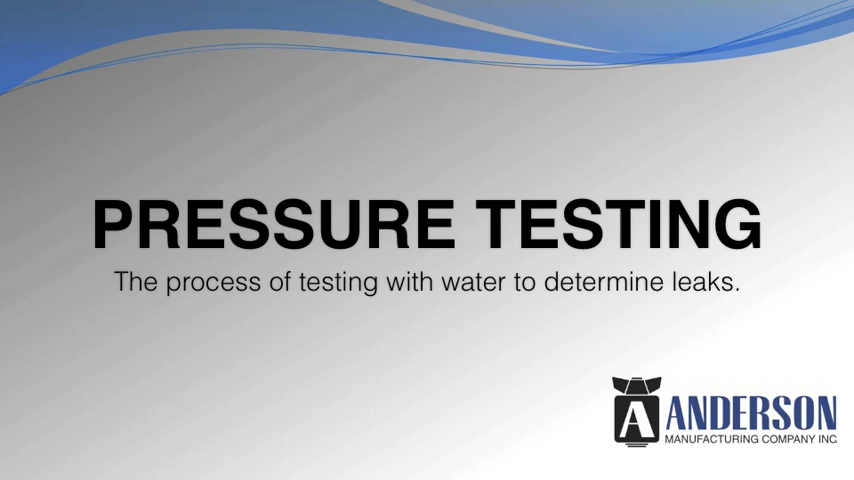 PRESSURE TESTING
The process of testing with water to determine leaks.
A ANDERSON
MANUFACTURING COMPANY INC.